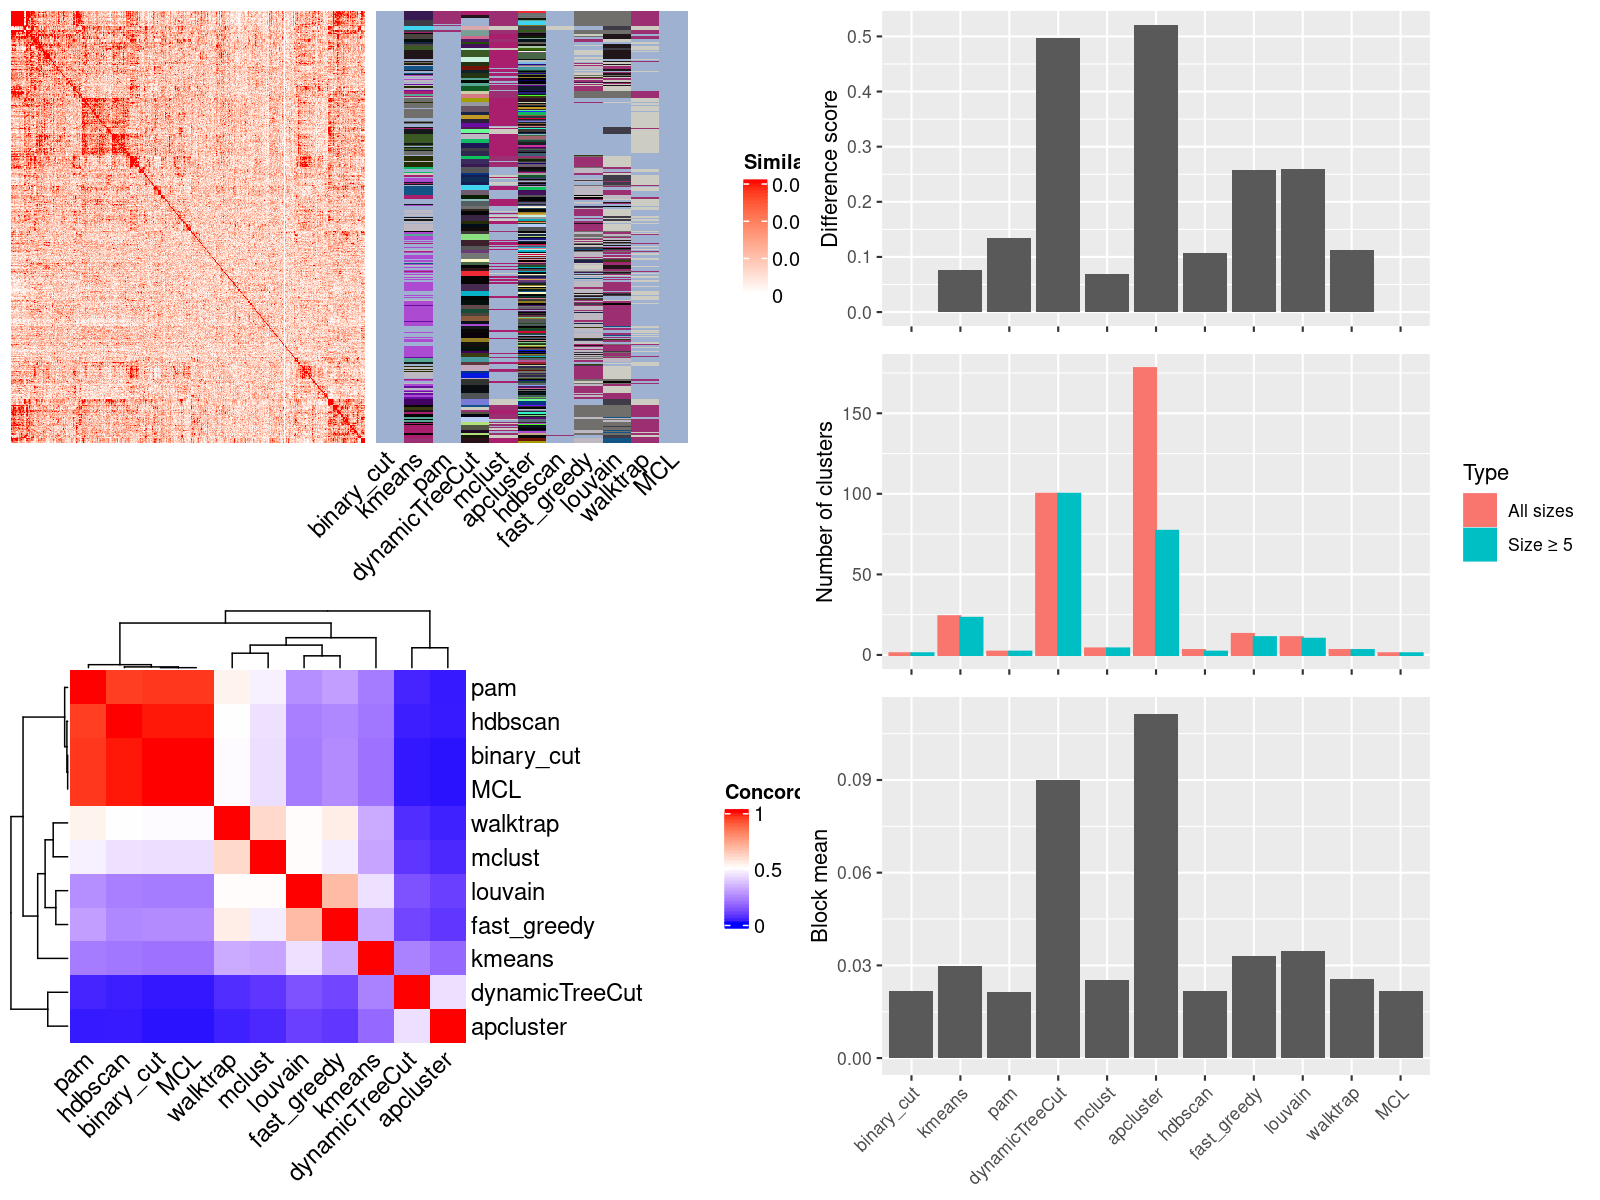 Simila
0.0
0.0
0.0
0
binary_cut
kmeans
pam
dynamicTreeCut
mclust
apcluster
hdbscan
fast_greedy
louvain
walktrap
MCL
pam
hdbscan
binary_cut
MCL
walktrap
mclust
louvain
fast_greedy
kmeans
dynamicTreeCut
apcluster
pam
hdbscan
binary_cut
MCL
walktrap
mclust
louvain
fast_greedy
kmeans
dynamicTreeCut
apcluster
Concord
1
0.5
0
Difference score
0.5
0.4
0.3
0.2
0.1
0.0
Number of clusters
150
100
50
0
Type
All sizes
Size ≥ 5
Block mean
0.09
0.06
0.03
0.00
binary_cut
kmeans
pam
dynamicTreeCut
mclust
apcluster
hdbscan
fast_greedy
louvain
walktrap
MCL